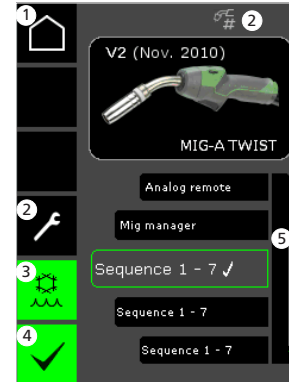 1
2
V2 (Nov. 2010)
MIG-A TWIST
Analog remote
2
Mig manager
5
3
Sequence 1 - 7 ✓
Sequence 1 - 7
4
Sequence 1 - 7